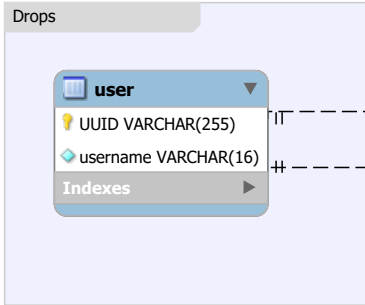 Drops
user
UUID VARCHAR(255)
username VARCHAR(16)
Indexes